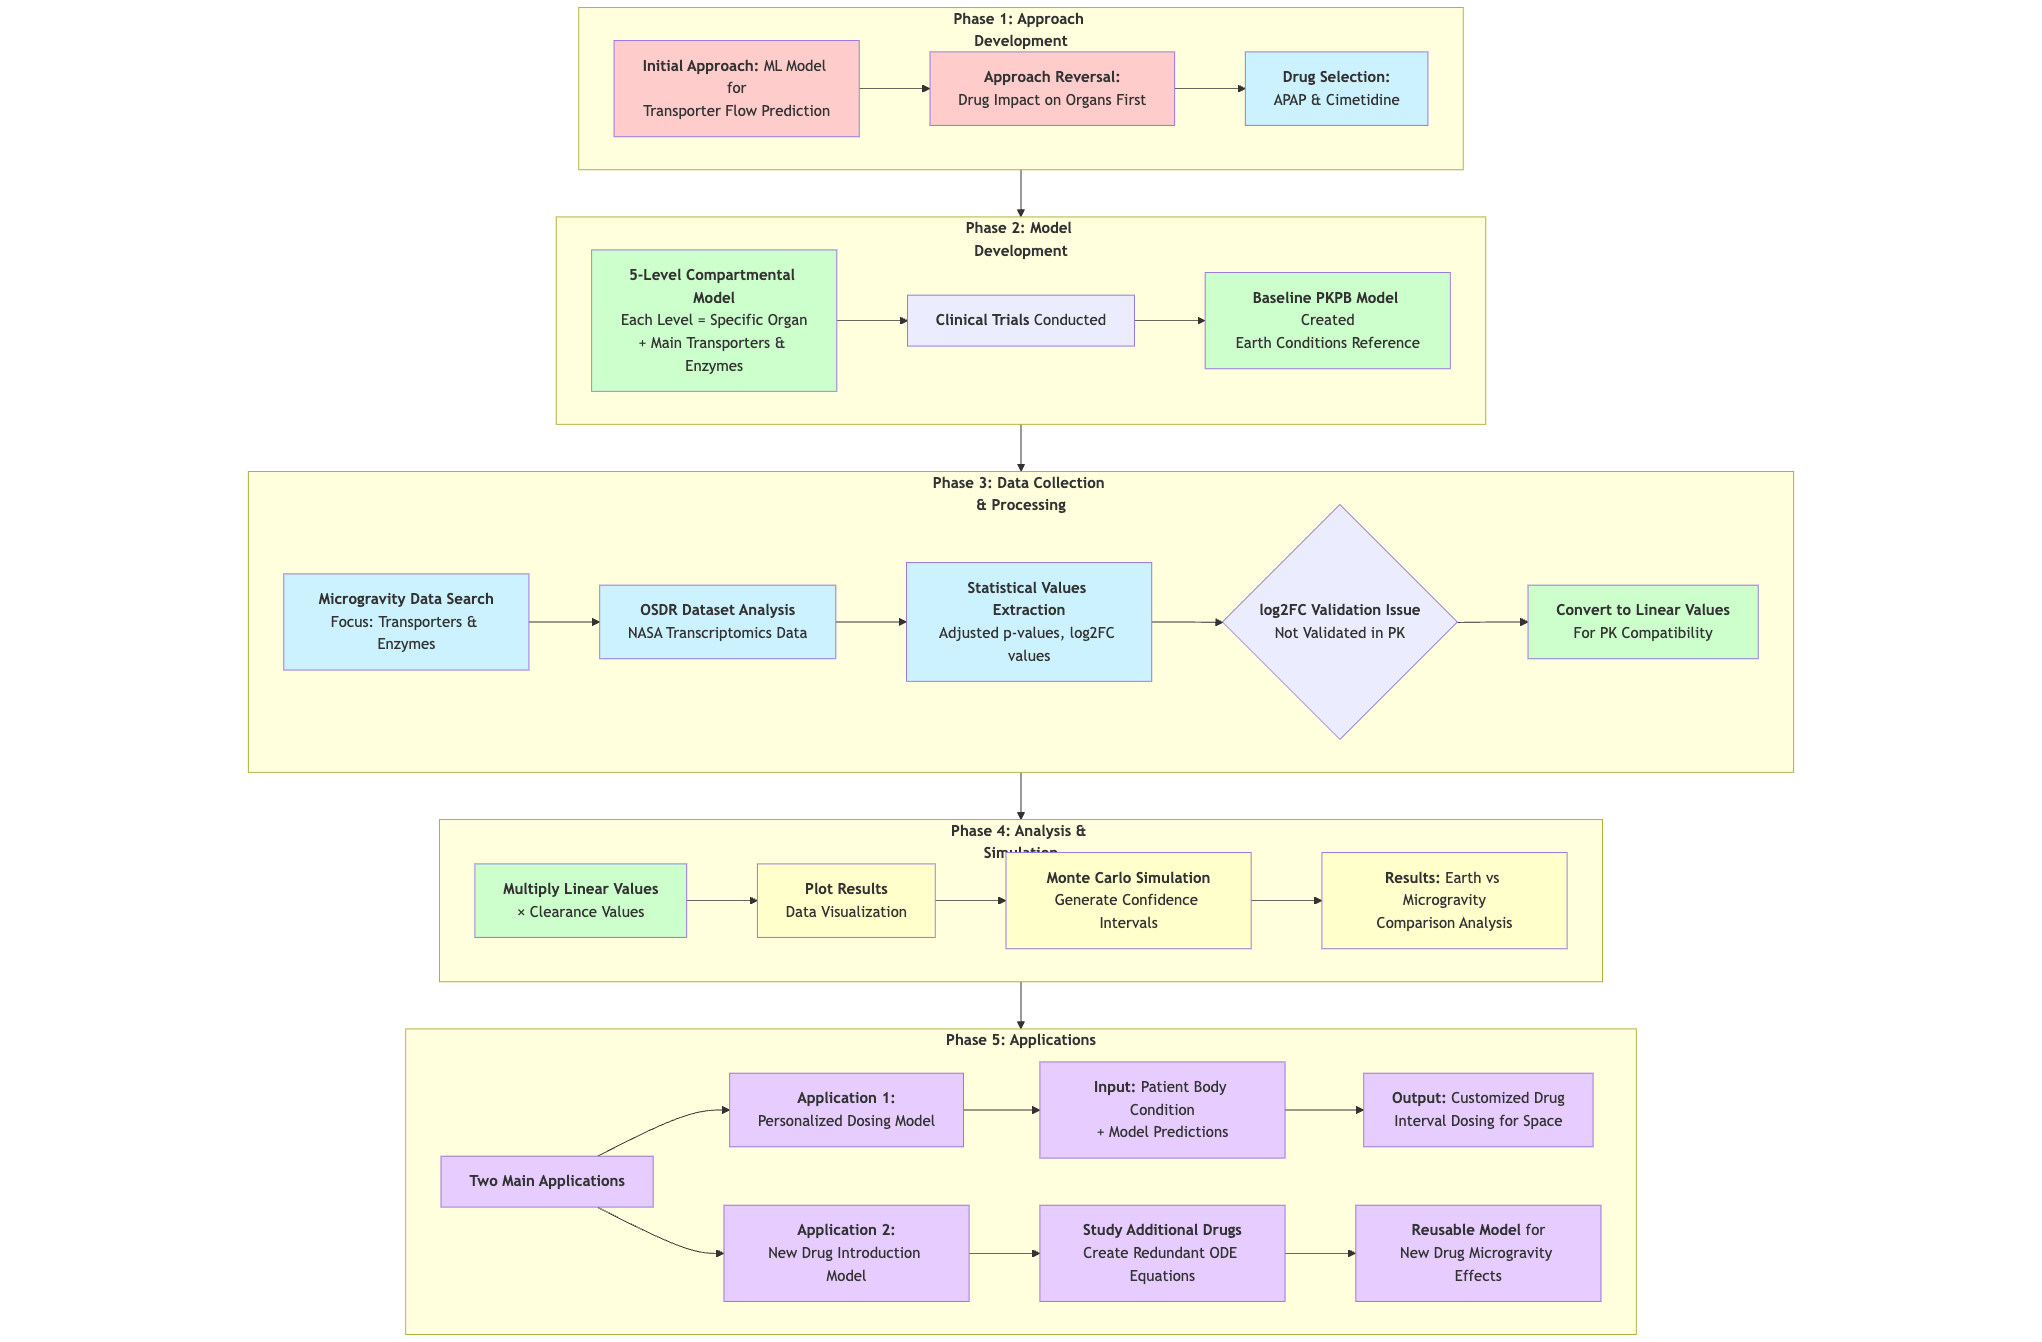 Phase 1: Approach
Development
Initial Approach: ML Model
for
Transporter Flow Prediction
Approach Reversal:
Drug Impact on Organs First
Drug Selection:
APAP & Cimetidine
Phase 2: Model
Development
5-Level Compartmental
Model
Each Level = Specific Organ
+ Main Transporters &
Enzymes
Clinical Trials Conducted
Baseline PKPB Model
Created
Earth Conditions Reference
Phase 3: Data Collection
& Processing
Microgravity Data Search
Focus: Transporters &
Enzymes
OSDR Dataset Analysis
NASA Transcriptomics Data
Statistical Values
Extraction
Adjusted p-values, log2FC
values
log2FC Validation Issue
Not Validated in PK
Convert to Linear Values
For PK Compatibility
Phase 4: Analysis &
Simulation
Multiply Linear Values
× Clearance Values
Plot Results
Data Visualization
Monte Carlo Simulation
Generate Confidence
Intervals
Results: Earth vs
Microgravity
Comparison Analysis
Phase 5: Applications
Two Main Applications
Application 1:
Personalized Dosing Model
Input: Patient Body
Condition
+ Model Predictions
Output: Customized Drug
Interval Dosing for Space
Application 2:
New Drug Introduction
Model
Study Additional Drugs
Create Redundant ODE
Equations
Reusable Model for
New Drug Microgravity
Effects